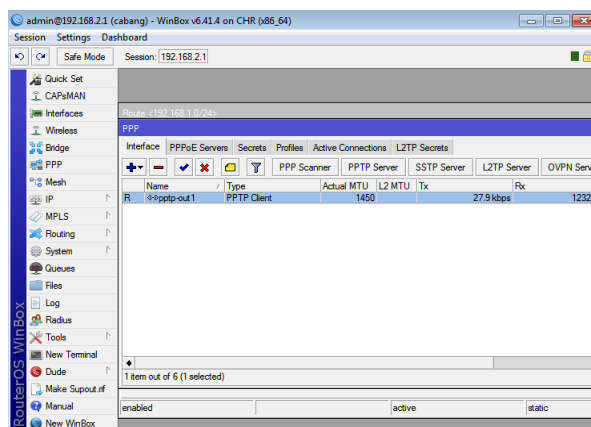 admin@192.168.2.1 (cabang) - WinBox v6.41.4 on CHR (x86_64)
Session Settings Dashboard
Safe Mode Session: 192.168.2.1
Quick Set
CAPsMAN
Interfaces
Wireless
Bridge
PPP
Mesh
IP
MPLS
Routing
System
Queues
Files
Log
Radius
Tools
New Terminal
Dude
Make Supout.rif
Manual
New WinBox
RouterOS WinBox
Route <192.168.1.0/24>
PPP
Interface PPPoE Servers Secrets Profiles Active Connections L2TP Secrets
PPP Scanner PPTP Server SSTP Server L2TP Server OVPN Serv
Name / Type Actual MTU L2 MTU Tx Rx
R pptp-out1 PPTP Client 1450 27.9 kbps 1232
1 item out of 6 (1 selected)
enabled active static